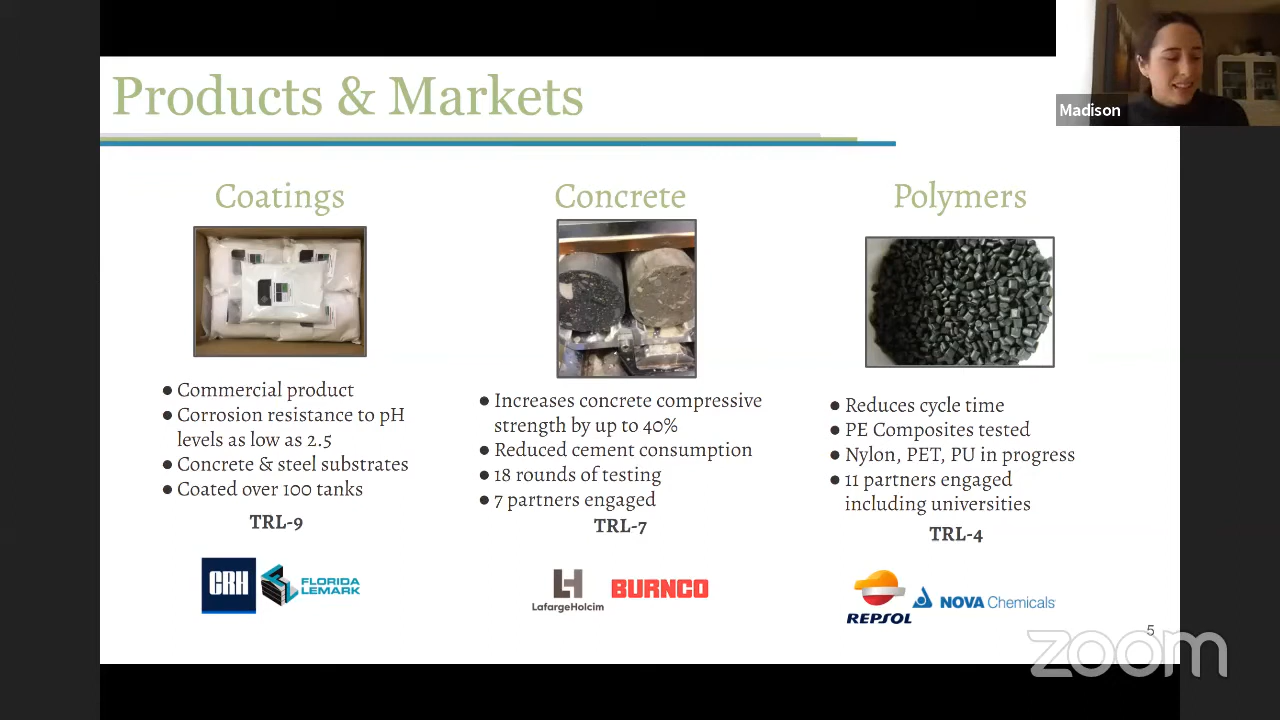 Products & Markets
Madison
Coatings
● Commercial product
● Corrosion resistance to pH
levels as low as 2.5
● Concrete & steel substrates
● Coated over 100 tanks
TRL-9
CRH
FLORIDA
LEMARK
Concrete
● Increases concrete compressive
strength by up to 40%
● Reduced cement consumption
● 18 rounds of testing
● 7 partners engaged
TRL-7
LafargeHolcim
BURNCO
Polymers
● Reduces cycle time
● PE Composites tested
● Nylon, PET, PU in progress
● 11 partners engaged
including universities
TRL-4
REPSOL
NOVA Chemicals
5
zoom